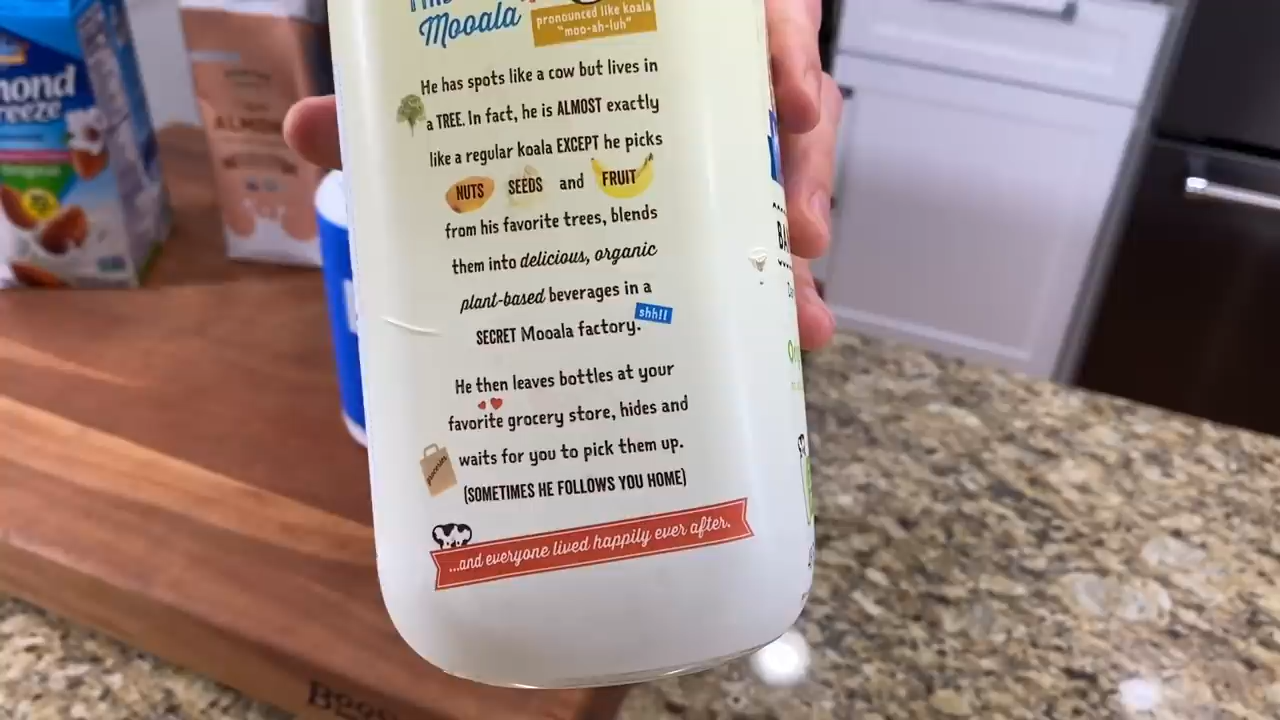 Mooala
pronounced like koala
"moo-ah-luh"
He has spots like a cow but lives in
a TREE. In fact, he is ALMOST exactly
like a regular koala EXCEPT he picks
NUTS SEEDS and FRUIT
from his favorite trees, blends
them into delicious, organic
plant-based beverages in a
SECRET Mooala factory.
shh!!
He then leaves bottles at your
favorite grocery store, hides and
groceries
waits for you to pick them up.
(SOMETIMES HE FOLLOWS YOU HOME)
...and everyone lived happily ever after.